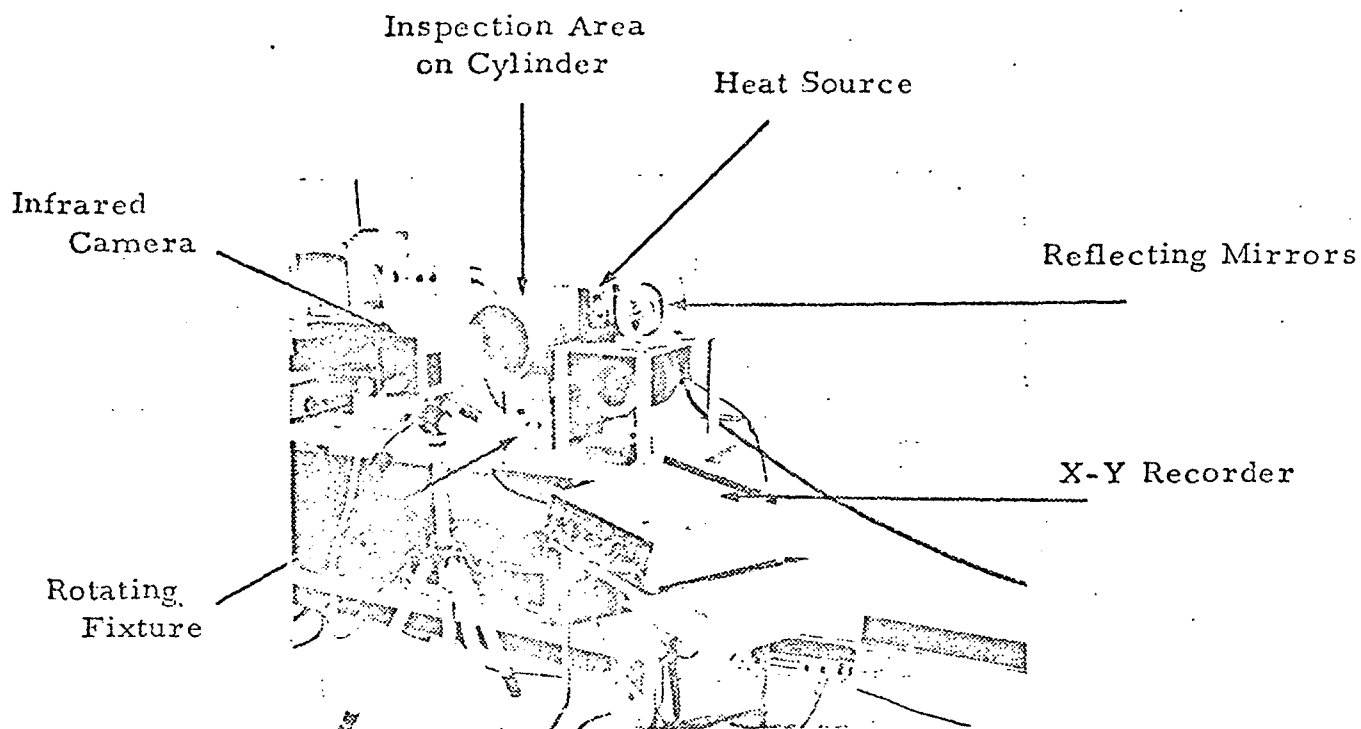 Inspection Area
on Cylinder
Heat Source
Infrared
Camera
Reflecting Mirrors
X-Y Recorder
Rotating
Fixture